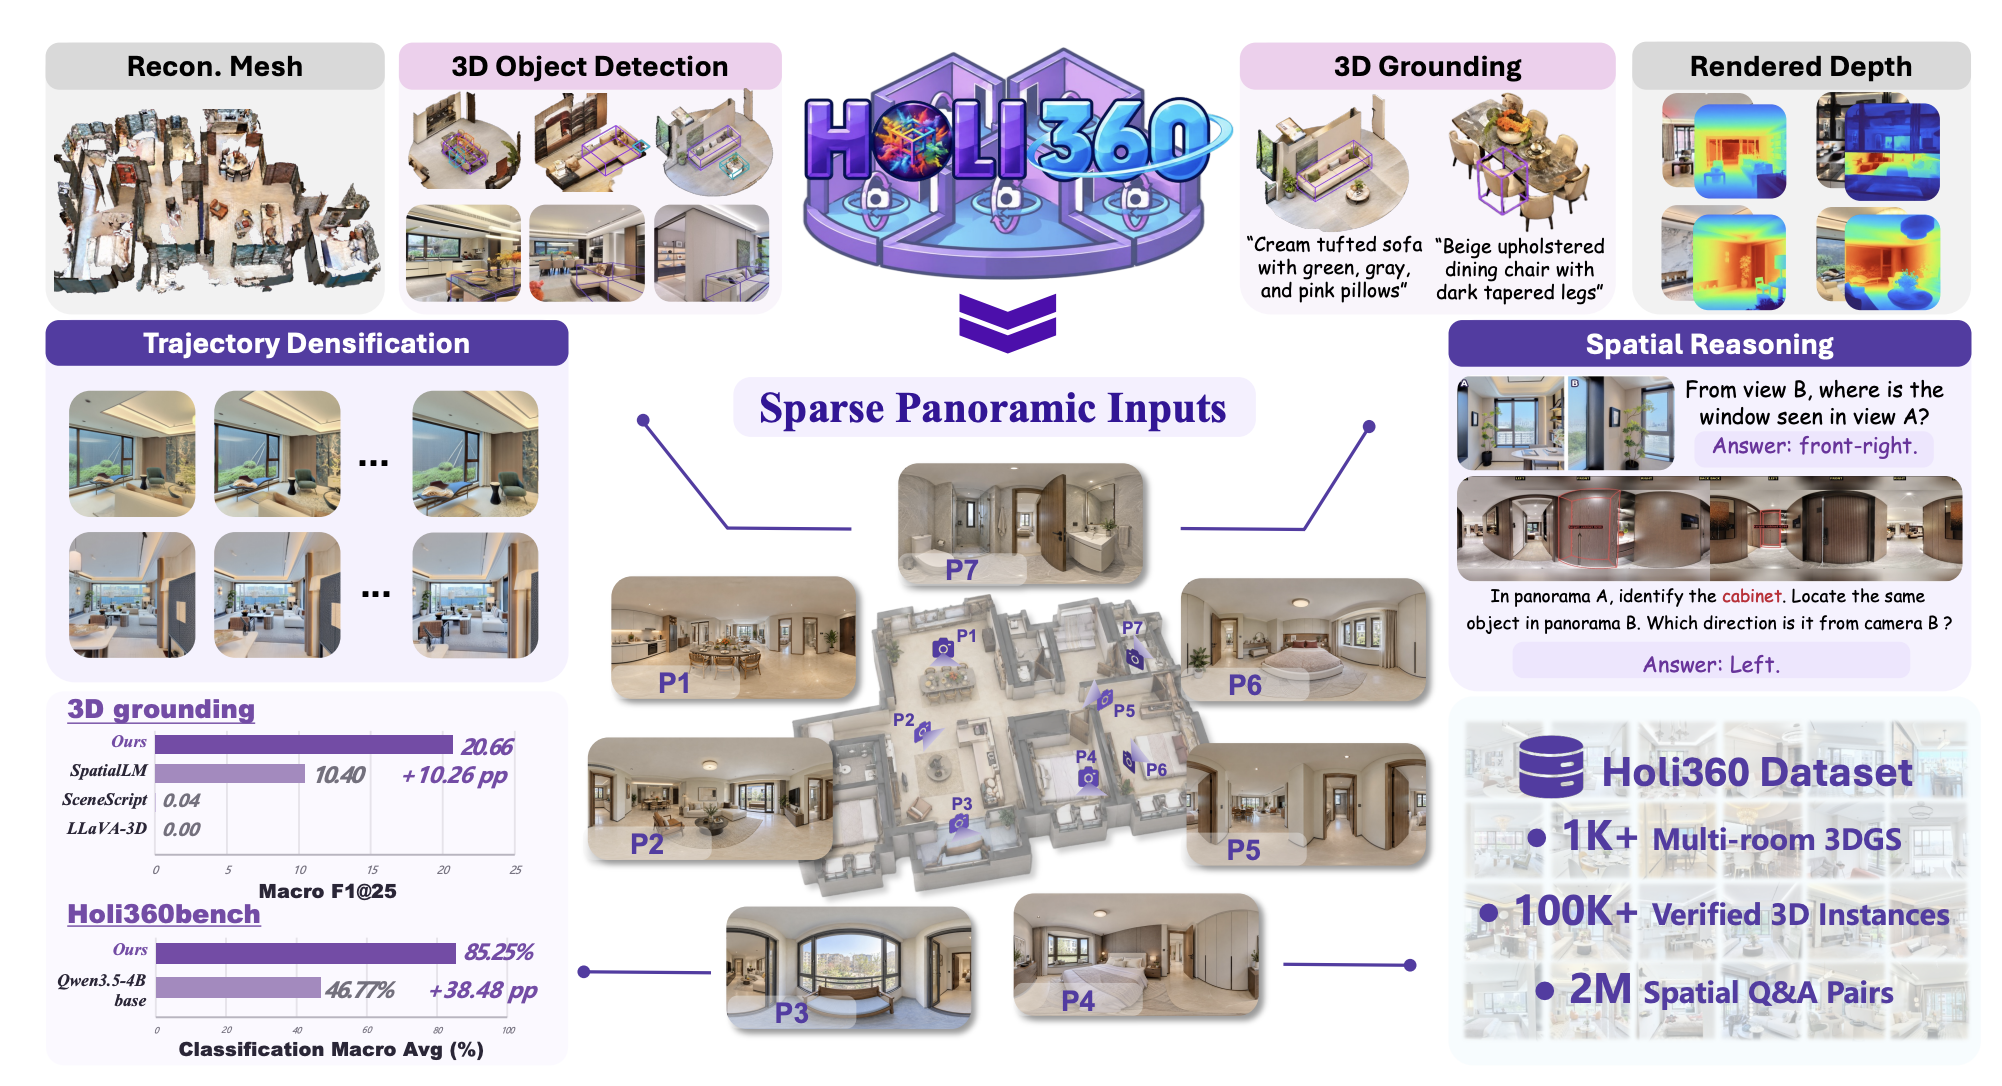 Recon. Mesh
3D Object Detection
HOLI 360
3D Grounding
Rendered Depth
“Cream tufted sofa
with green, gray,
and pink pillows”
“Beige upholstered
dining chair with
dark tapered legs”
Trajectory Densification
...
...
Sparse Panoramic Inputs
Spatial Reasoning
A
B
From view B, where is the
window seen in view A?
Answer: front-right.
LEFT
FRONT
RIGHT
In panorama A, identify the cabinet. Locate the same
object in panorama B. Which direction is it from camera B ?
Answer: Left.
P7
P1
P6
P2
P5
P3
P4
P1
P7
P2
P5
P4
P6
P3
3D grounding
Ours
20.66
SpatialLM
10.40
+10.26 pp
SceneScript
0.04
LLaVA-3D
0.00
0 5 10 15 20 25
Macro F1@25
Holi360bench
Ours
85.25%
Qwen3.5-4B
base
46.77%
+38.48 pp
0 20 40 60 80 100
Classification Macro Avg (%)
Holi360 Dataset
● 1K+ Multi-room 3DGS
● 100K+ Verified 3D Instances
● 2M Spatial Q&A Pairs